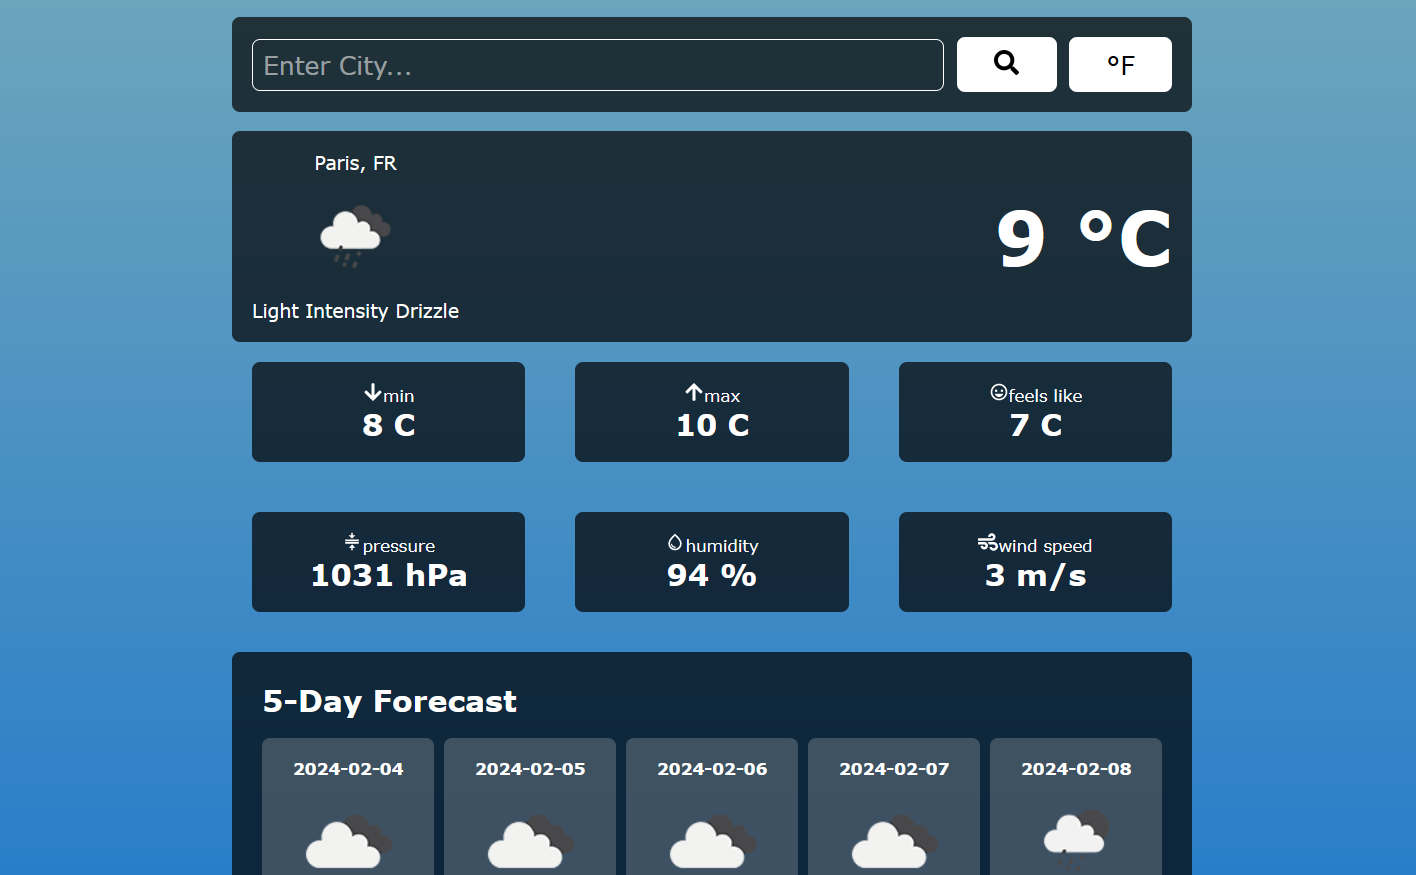 Enter City...
°F
Paris, FR
9 °C
Light Intensity Drizzle
min
8 C
max
10 C
feels like
7 C
pressure
1031 hPa
humidity
94 %
wind speed
3 m/s
5-Day Forecast
2024-02-04
2024-02-05
2024-02-06
2024-02-07
2024-02-08